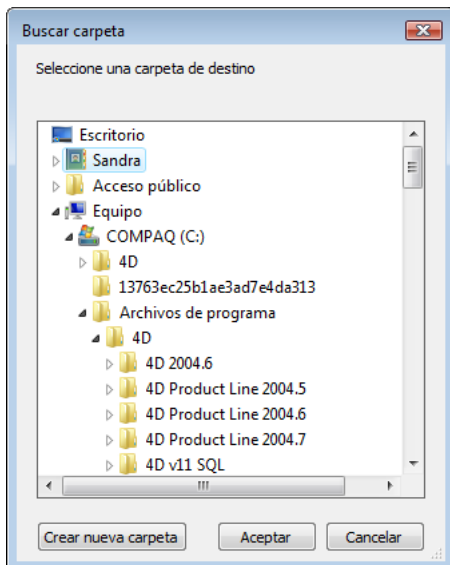 Buscar carpeta
Seleccione una carpeta de destino
Escritorio
Sandra
Acceso público
Equipo
COMPAQ (C:)
4D
13763ec25b1ae3ad7e4da313
Archivos de programa
4D
4D 2004.6
4D Product Line 2004.5
4D Product Line 2004.6
4D Product Line 2004.7
4D v11 SQL
Crear nueva carpeta Aceptar Cancelar